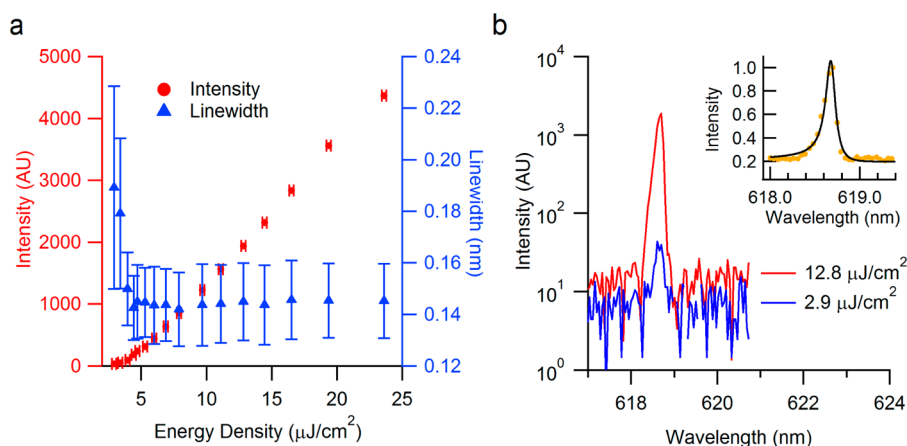 a
5000
4000
3000
2000
1000
0
Intensity (AU)
Intensity
Linewidth
0.24
0.22
0.20
0.18
0.16
0.14
0.12
Linewidth (nm)
5 10 15 20 25
Energy Density (μJ/cm²)
b
10⁴
10³
10²
10¹
10⁰
Intensity (AU)
1.0
0.8
0.6
0.4
0.2
Intensity
618.0 619.0
Wavelength (nm)
12.8 μJ/cm²
2.9 μJ/cm²
618 620 622 624
Wavelength (nm)